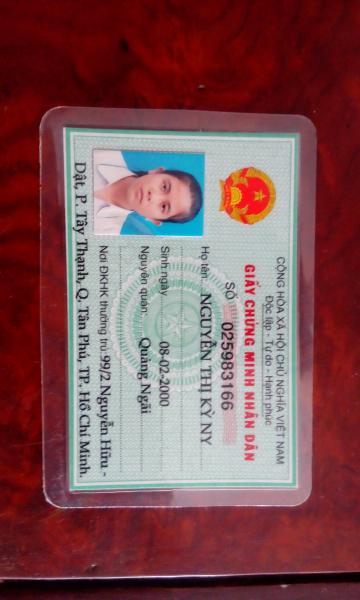 CỘNG HÒA XÃ HỘI CHỦ NGHĨA VIỆT NAM
Độc lập - Tự do - Hạnh phúc
GIẤY CHỨNG MINH NHÂN DÂN
SỐ 025983166
Họ tên: NGUYỄN THỊ KỲ NY
Sinh ngày 08-02-2000
Nguyên quán: Quảng Ngãi
Nơi ĐKHK thường trú: 99/2 Nguyễn Hữu -
Dật, P. Tây Thạnh, Q. Tân Phú, TP. Hồ Chí Minh.